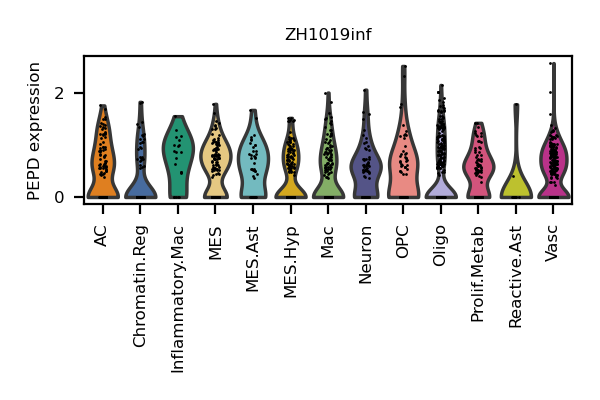 ZH1019inf
PEPD expression
2
0
AC
Chromatin.Reg
Inflammatory.Mac
MES
MES.Ast
MES.Hyp
Mac
Neuron
OPC
Oligo
Prolif.Metab
Reactive.Ast
Vasc